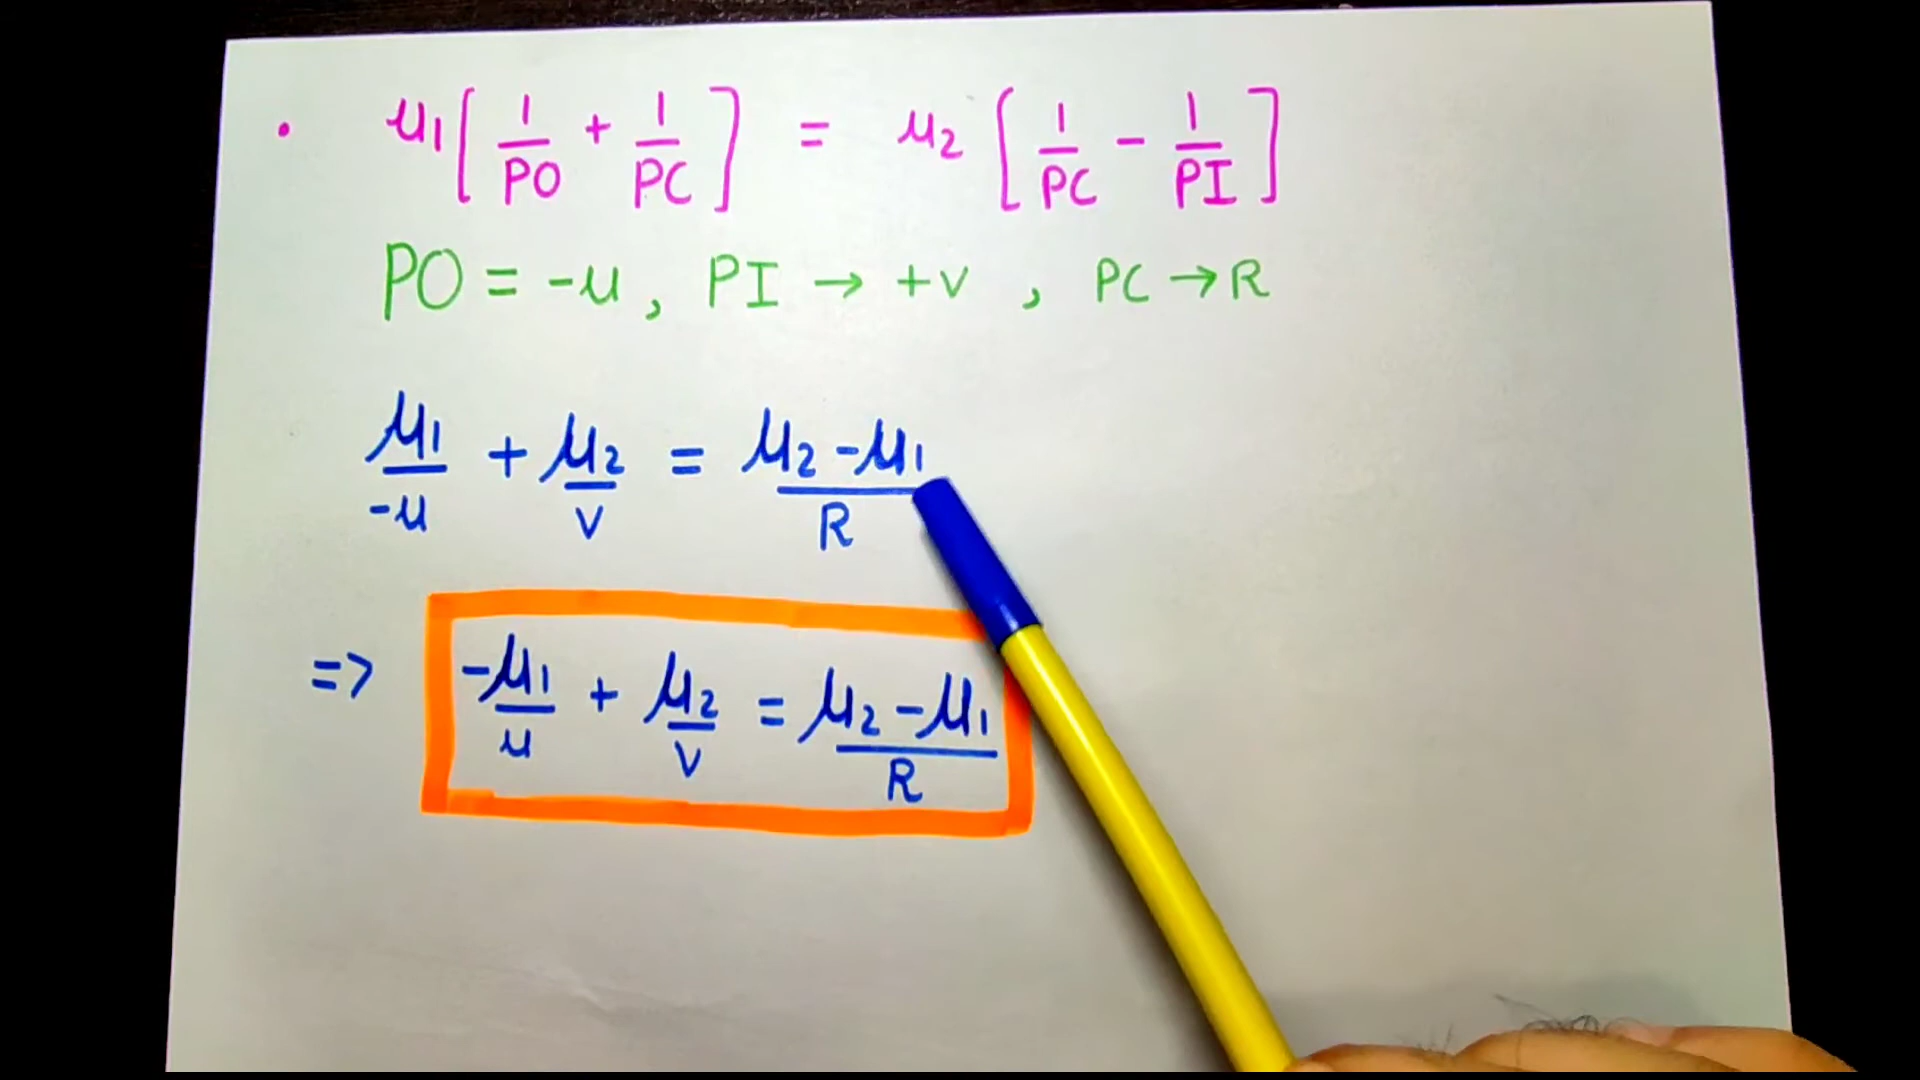 • μ1 [ 1/PO + 1/PC ] = μ2 [ 1/PC - 1/PI ]
PO = -u , PI → +v , PC → R
μ1/-u + μ2/v = μ2 - μ1/R
=> -μ1/u + μ2/v = μ2 - μ1/R